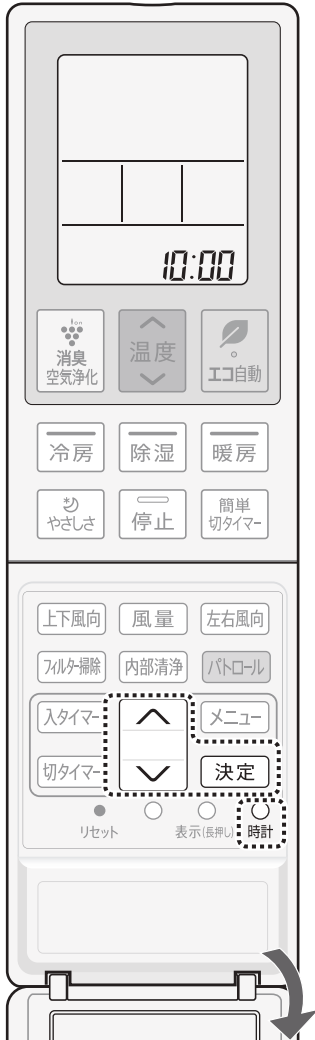 10:00
Ion
消臭
空気浄化
温度
エコ自動
冷房
除湿
暖房
やさしさ
停止
簡単
切タイマー
上下風向
風量
左右風向
フィルター掃除
内部清浄
パトロール
入タイマー
メニュー
切タイマー
決定
リセット
表示(長押し)
時計